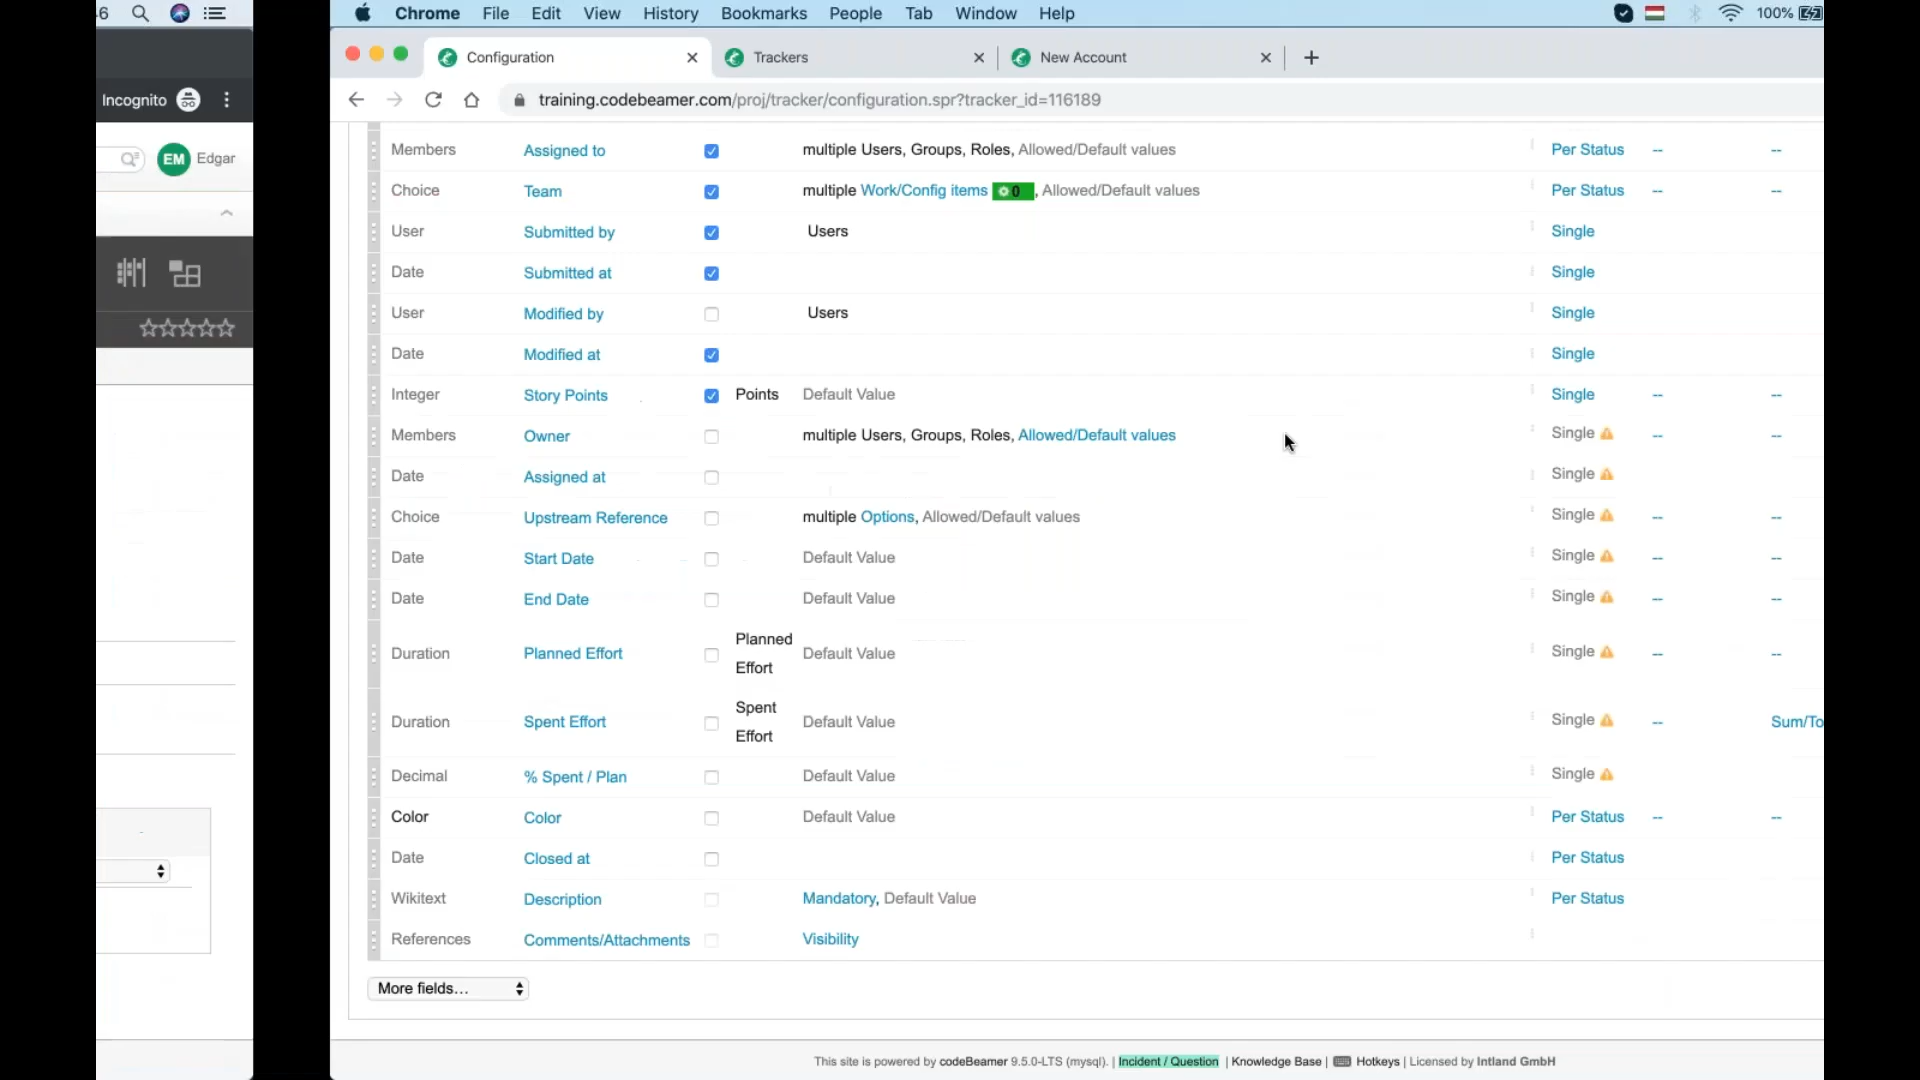 6
Chrome File Edit View History Bookmarks People Tab Window Help 100%
Configuration
Trackers
New Account
Incognito
training.codebeamer.com/proj/tracker/configuration.spr?tracker_id=116189
EM Edgar
Members Assigned to multiple Users, Groups, Roles, Allowed/Default values Per Status -- --
Choice Team multiple Work/Config items 0, Allowed/Default values Per Status -- --
User Submitted by Users Single
Date Submitted at Single
User Modified by Users Single
Date Modified at Single
Integer Story Points Points Default Value Single -- --
Members Owner multiple Users, Groups, Roles, Allowed/Default values Single -- --
Date Assigned at Single
Choice Upstream Reference multiple Options, Allowed/Default values Single -- --
Date Start Date Default Value Single -- --
Date End Date Default Value Single -- --
Duration Planned Effort Planned Effort Default Value Single -- --
Duration Spent Effort Spent Effort Default Value Single -- Sum/To
Decimal % Spent / Plan Default Value Single
Color Color Default Value Per Status -- --
Date Closed at Per Status
Wikitext Description Mandatory, Default Value Per Status
References Comments/Attachments Visibility
More fields...
This site is powered by codeBeamer 9.5.0-LTS (mysql). | Incident / Question | Knowledge Base | Hotkeys | Licensed by Intland GmbH